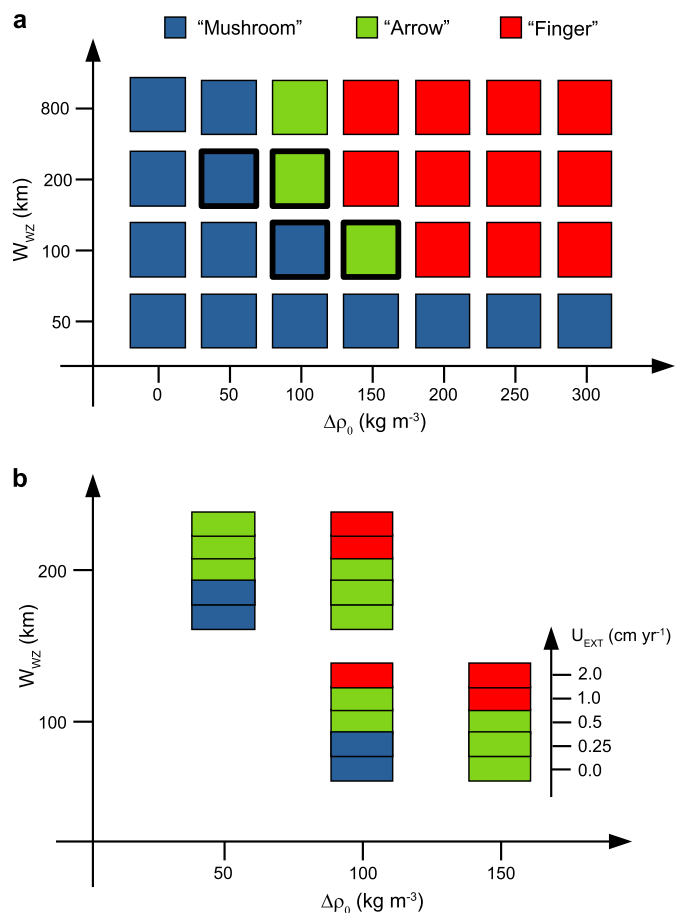 a
“Mushroom” “Arrow” “Finger”
W_WZ (km)
800
200
100
50
0 50 100 150 200 250 300
Δρ₀ (kg m⁻³)
b
W_WZ (km)
200
100
U_EXT (cm yr⁻¹)
2.0
1.0
0.5
0.25
0.0
50 100 150
Δρ₀ (kg m⁻³)